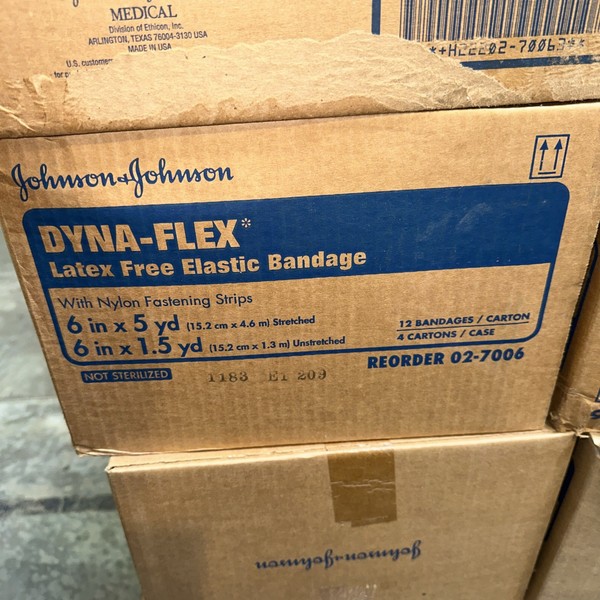 MEDICAL
Division of Ethicon, Inc.
ARLINGTON, TEXAS 76004-3130 USA
MADE IN USA
U.S. custome
for
Johnson & Johnson
DYNA-FLEX*
Latex Free Elastic Bandage
With Nylon Fastening Strips
6 in x 5 yd (15.2 cm x 4.6 m) Stretched
6 in x 1.5 yd (15.2 cm x 1.3 m) Unstretched
12 BANDAGES / CARTON
4 CARTONS / CASE
REORDER 02-7006
NOT STERILIZED
1183 E1 209
Johnson & Johnson